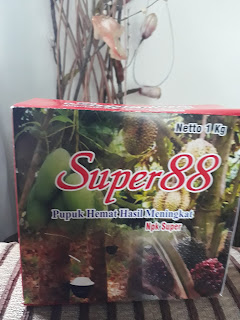 Netto 1 Kg
Super88
Pupuk Hemat Hasil Meningkat
Npk Super